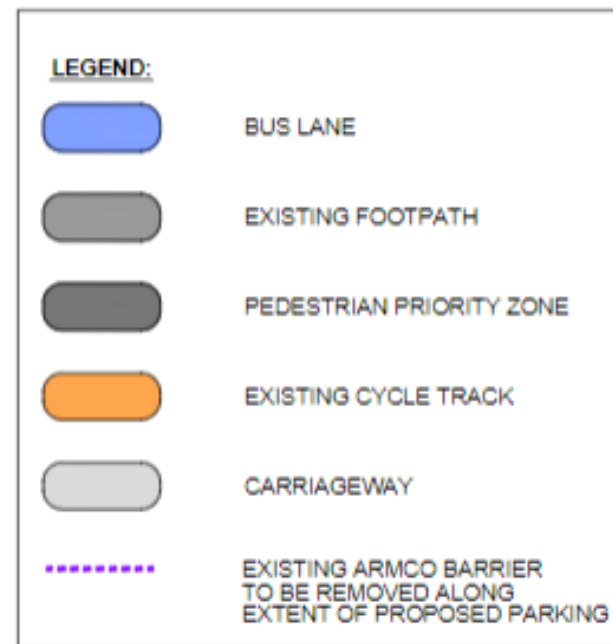 LEGEND:
BUS LANE
EXISTING FOOTPATH
PEDESTRIAN PRIORITY ZONE
EXISTING CYCLE TRACK
CARRIAGEWAY
EXISTING ARMCO BARRIER
TO BE REMOVED ALONG
EXTENT OF PROPOSED PARKING